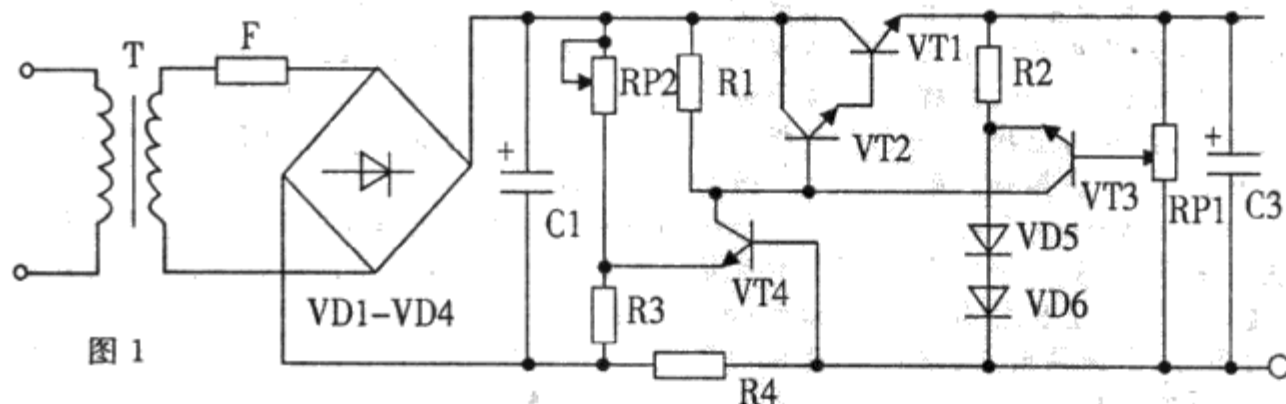 T
F
VD1-VD4
+
C1
RP2
R1
R3
R4
VT4
VT2
VT1
R2
VT3
VD5
VD6
RP1
+
C3
图 1